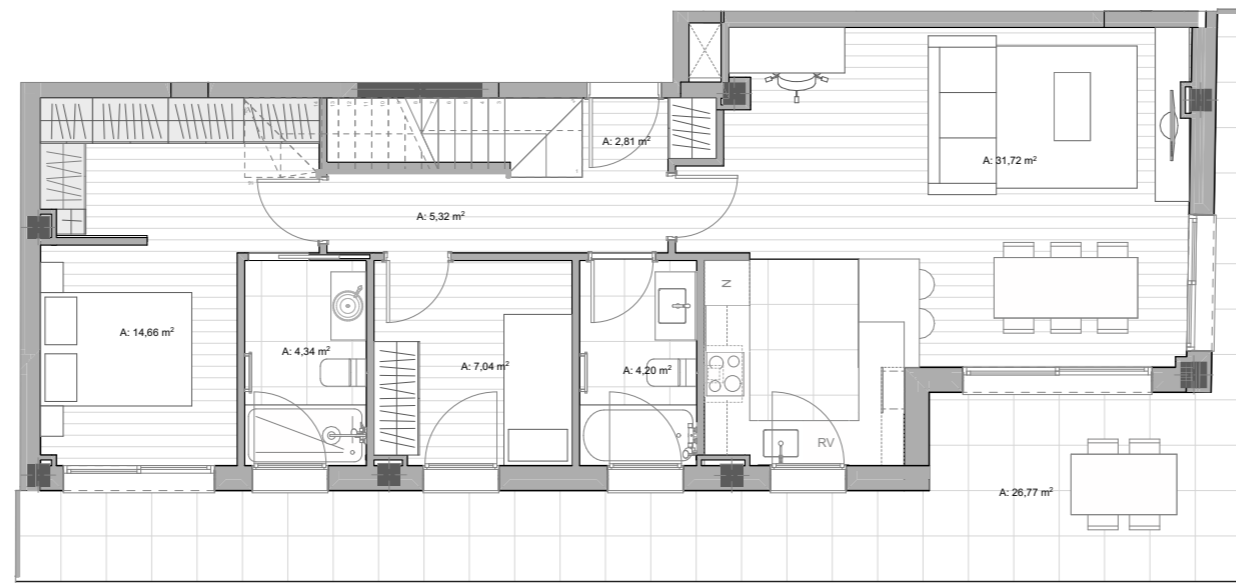 A: 2,81 m²
A: 31,72 m²
A: 5,32 m²
N
A: 14,66 m²
A: 4,34 m²
A: 7,04 m²
A: 4,20 m²
RV
A: 26,77 m²